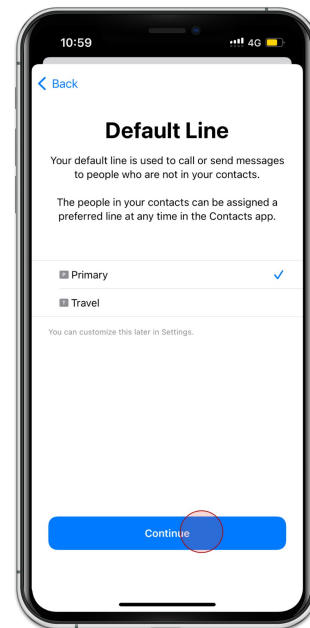 10:59
4G
Back
Default Line
Your default line is used to call or send messages
to people who are not in your contacts.
The people in your contacts can be assigned a
preferred line at any time in the Contacts app.
P Primary
T Travel
You can customize this later in Settings.
Continue